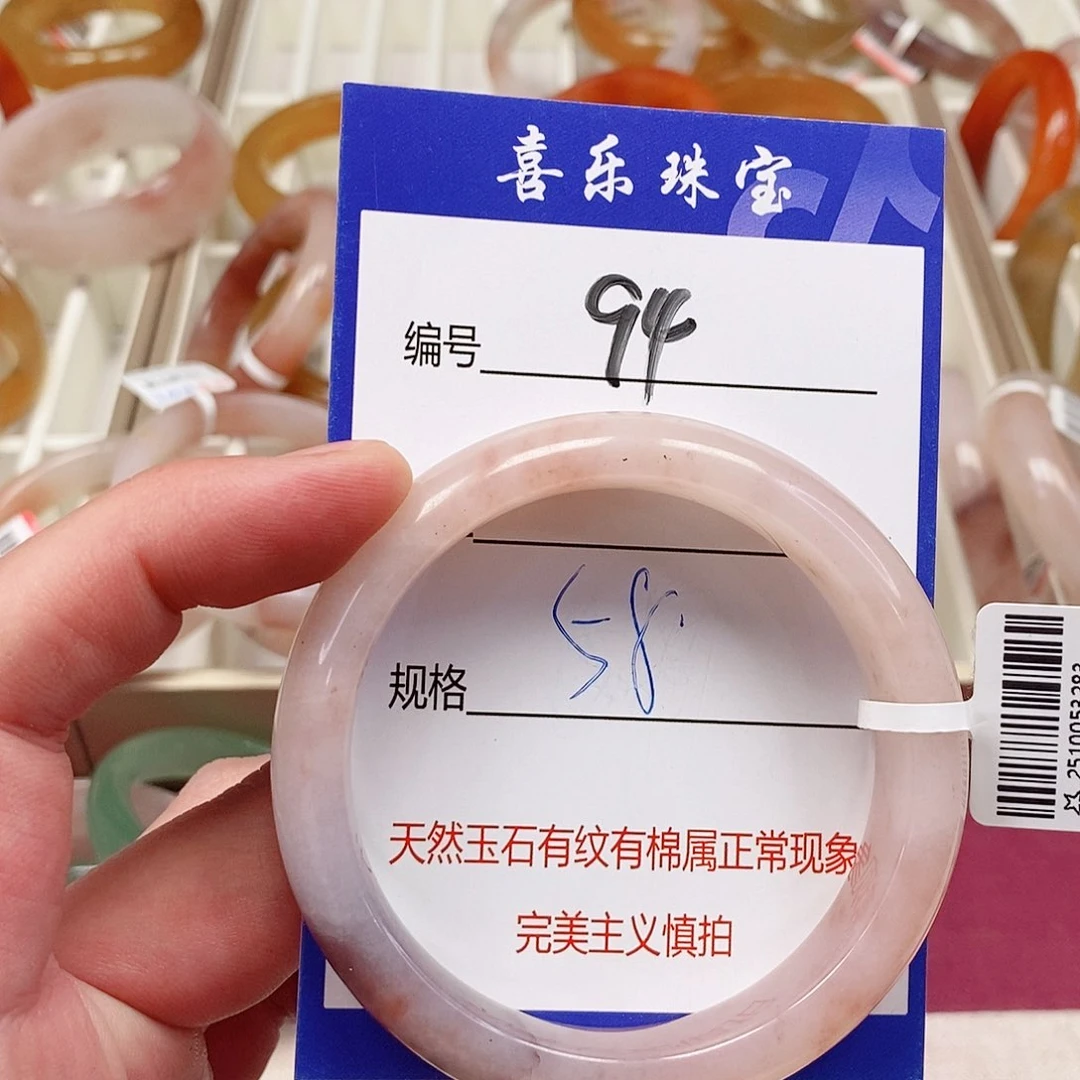 喜乐珠宝
编号 94
规格 58
天然玉石有纹有棉属正常现象
完美主义慎拍